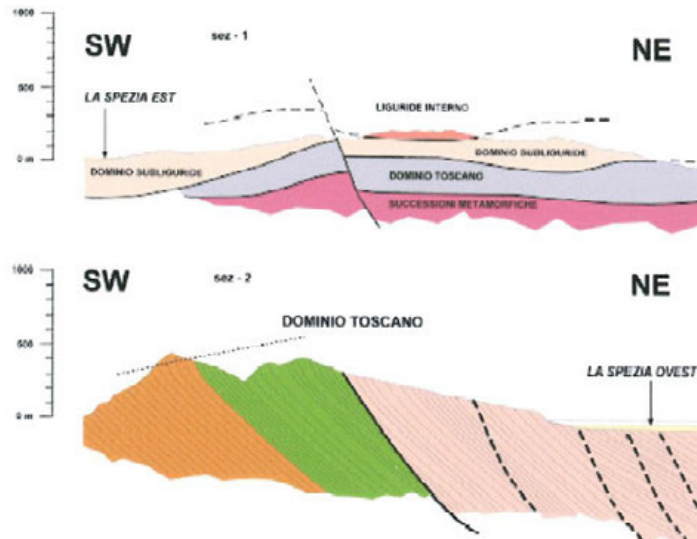 1000
SW
sez - 1
NE
500
LA SPEZIA EST
LIGURIDE INTERNO
0 m
DOMINIO SUBLIGURIDE
DOMINIO SUBLIGURIDE
DOMINIO TOSCANO
SUCCESSIONI METAMORFICHE
1000
SW
sez - 2
NE
DOMINIO TOSCANO
500
LA SPEZIA OVEST
0 m